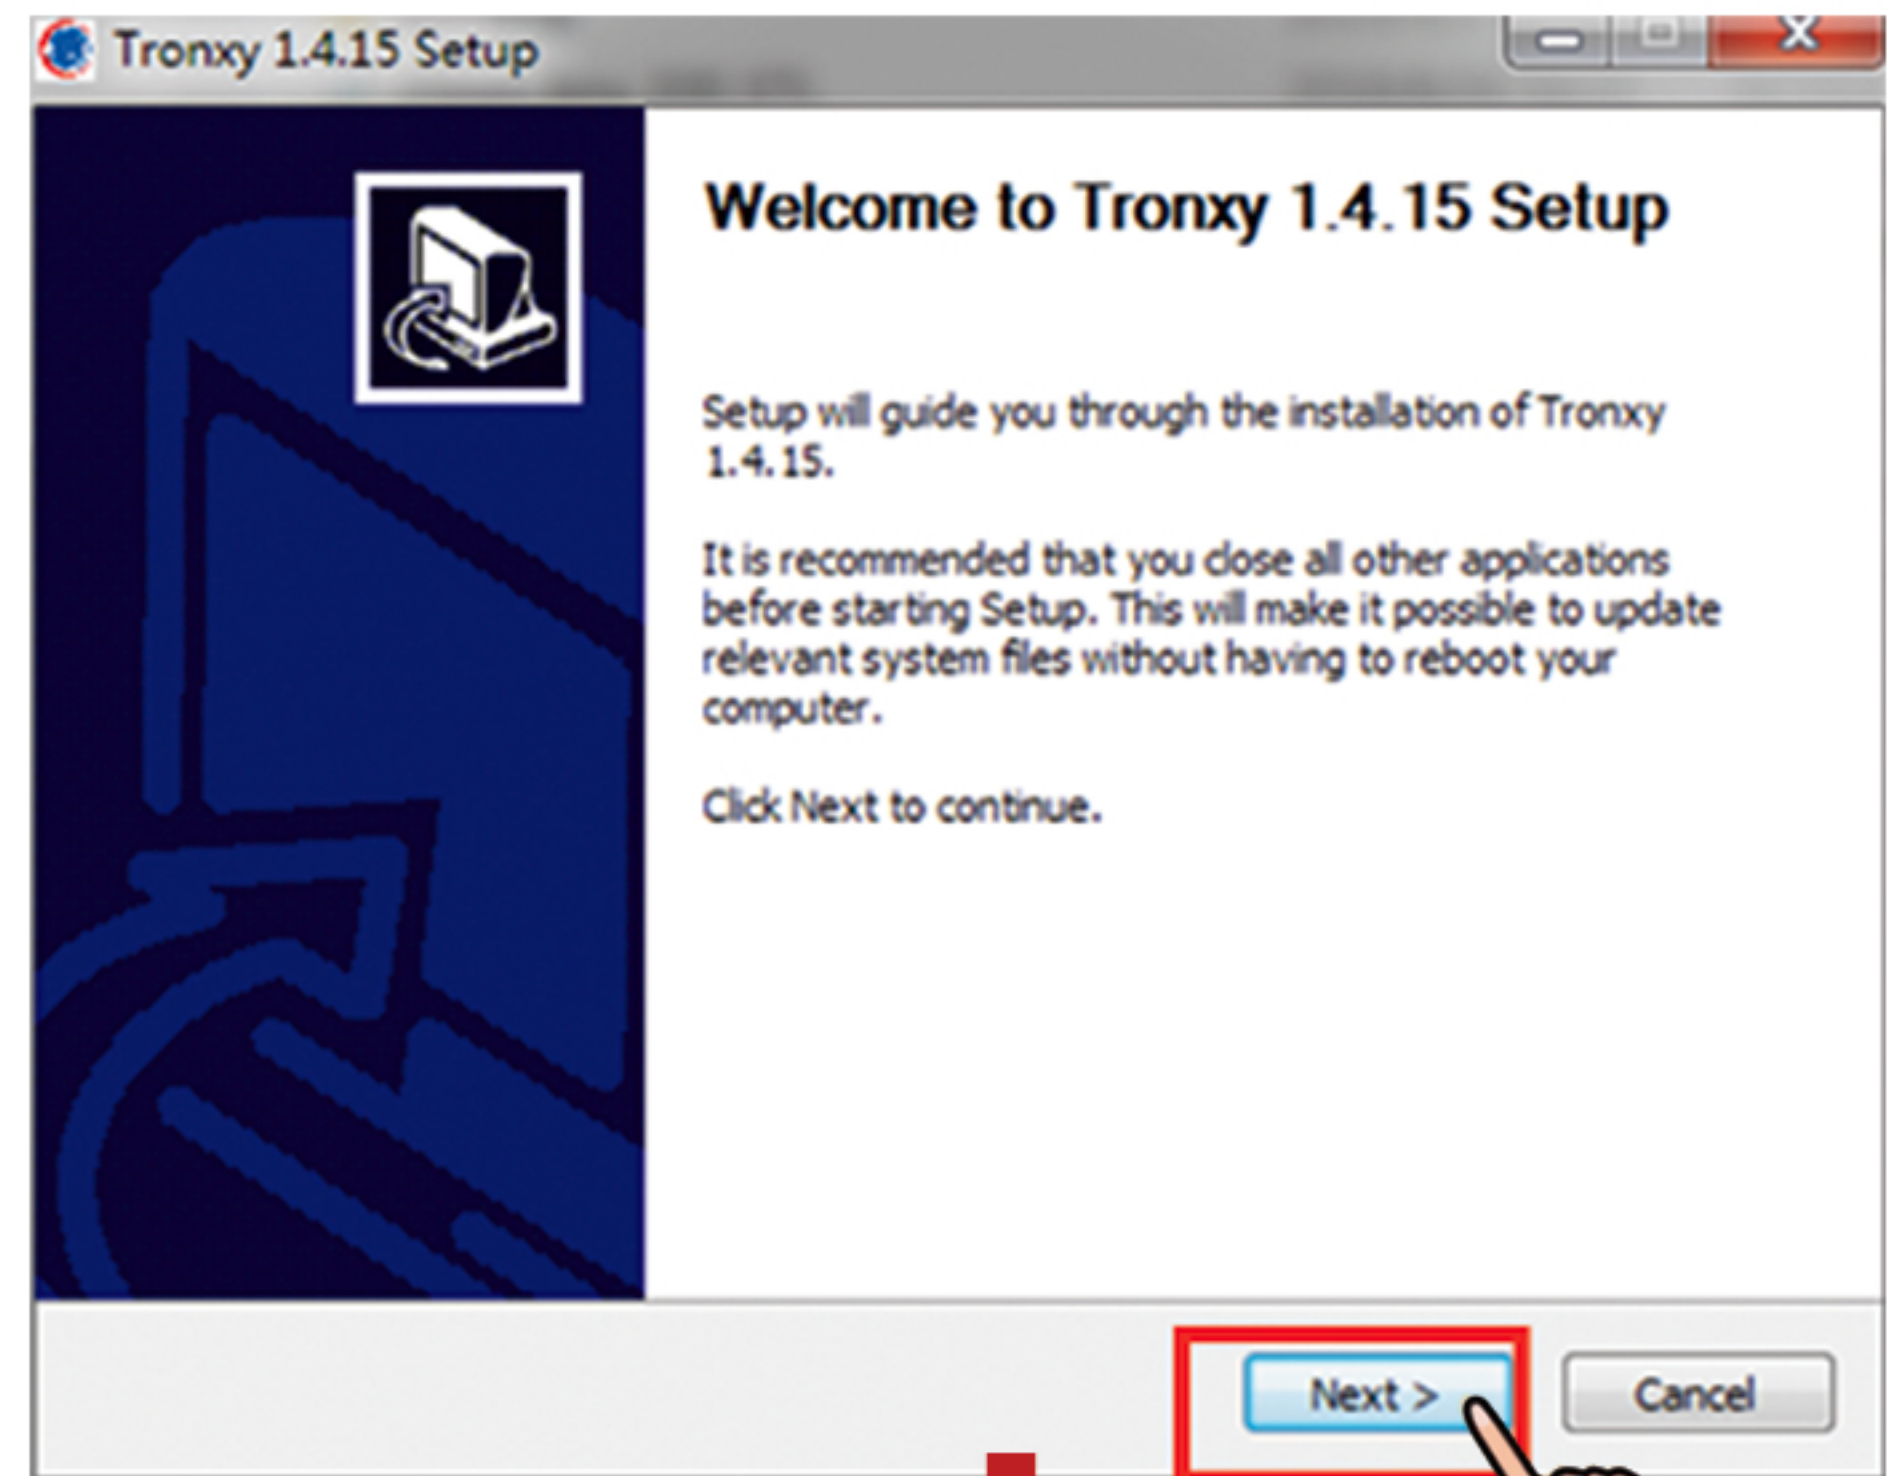 Tronxy 1.4.15 Setup
Welcome to Tronxy 1.4.15 Setup
Setup will guide you through the installation of Tronxy
1.4.15.
It is recommended that you close all other applications
before starting Setup. This will make it possible to update
relevant system files without having to reboot your
computer.
Click Next to continue.
Next >
Cancel